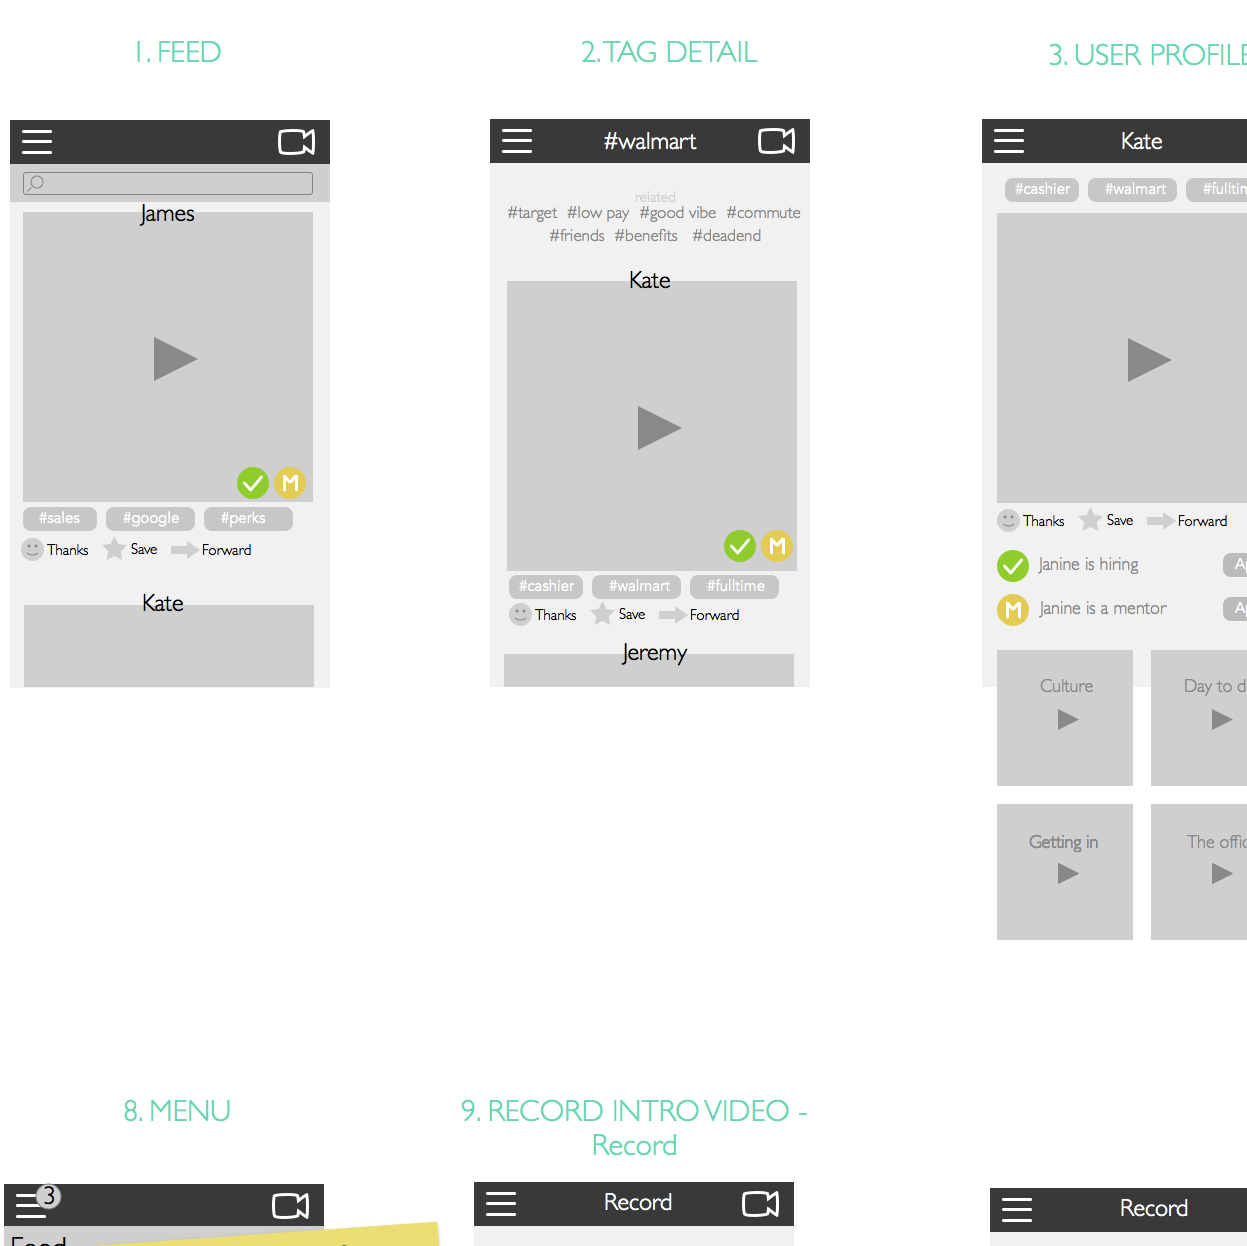 1. FEED
2. TAG DETAIL
3. USER PROFILE
#walmart
Kate
#cashier #walmart
related
#target #low pay #good vibe #commute
#friends #benefits #deadend
James
Kate
M
#sales #google #perks
Thanks Save Forward
Kate
M
#cashier #walmart #fulltime
Thanks Save Forward
Jeremy
Thanks Save Forward
Janine is hiring
M Janine is a mentor
Culture
Day to
Getting in
The
8. MENU
9. RECORD INTRO VIDEO -
Record
3
Record
Record
Feed